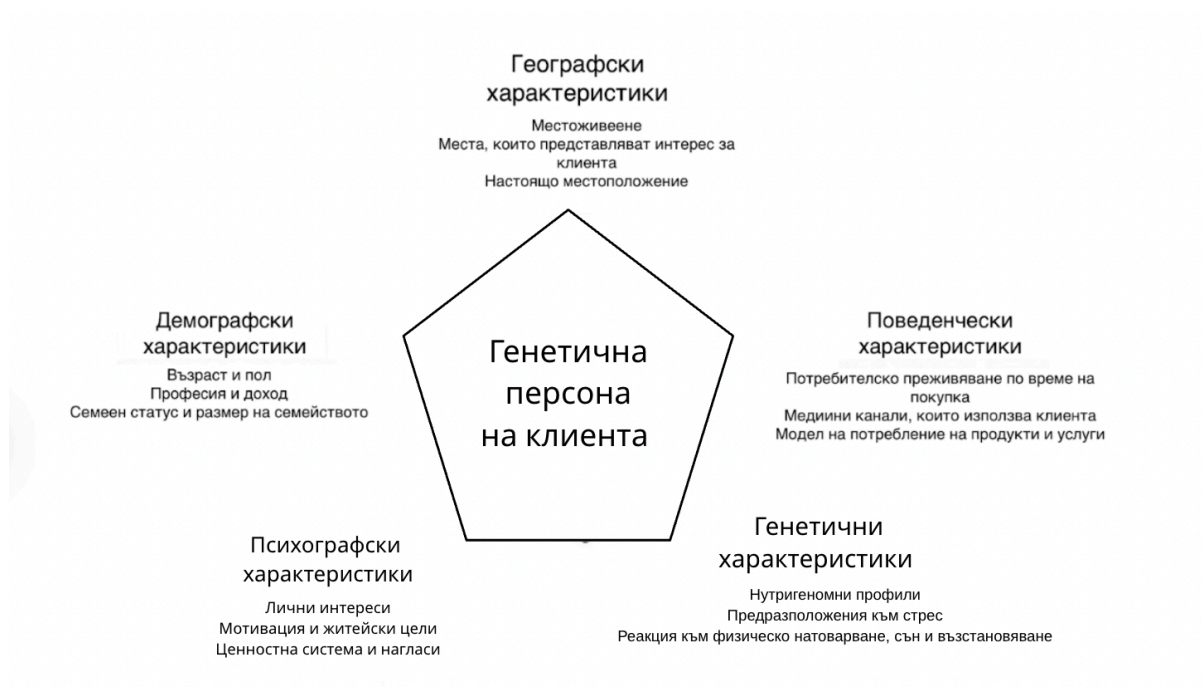 Географски
характеристики
Местоживеене
Места, които представляват интерес за
клиента
Настоящо местоположение
Демографски
характеристики
Възраст и пол
Професия и доход
Семеен статус и размер на семейството
Генетична
персона
на клиента
Поведенчески
характеристики
Потребителско преживяване по време на
покупка
Медиини канали, които използва клиента
Модел на потребление на продукти и услуги
Психографски
характеристики
Лични интереси
Мотивация и житейски цели
Ценностна система и нагласи
Генетични
характеристики
Нутригеномни профили
Предразположения към стрес
Реакция към физическо натоварване, сън и възстановяване